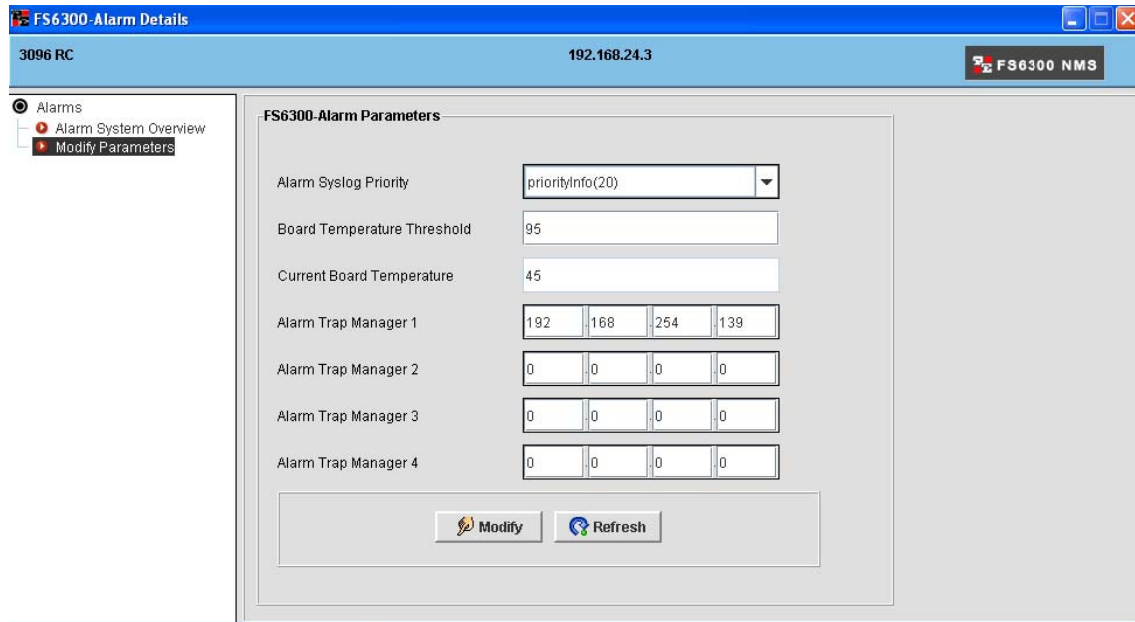 FS6300-Alarm Details
3096 RC
192.168.24.3
FS6300 NMS
Alarms
Alarm System Overview
Modify Parameters
FS6300-Alarm Parameters
Alarm Syslog Priority
priorityInfo(20)
Board Temperature Threshold
95
Current Board Temperature
45
Alarm Trap Manager 1
192 .168 .254 .139
Alarm Trap Manager 2
0 .0 .0 .0
Alarm Trap Manager 3
0 .0 .0 .0
Alarm Trap Manager 4
0 .0 .0 .0
Modify
Refresh